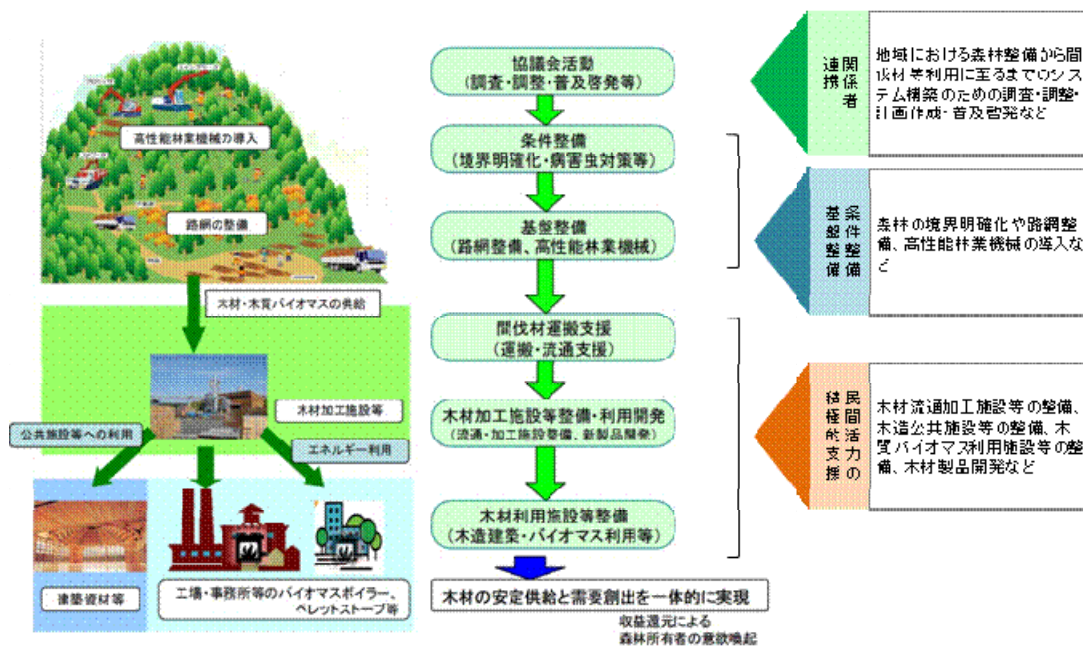 高性能林業機械の導入
路網の整備
木材・木質バイオマスの供給
木材加工施設等
公共施設等への利用
エネルギー利用
建築資材等
工場・事務所等のバイオマスボイラー、
ペレットストーブ等
協議会活動
(調査・調整・普及啓発等)
条件整備
(境界明確化・病害虫対策等)
基盤整備
(路網整備、高性能林業機械)
間伐材運搬支援
(運搬・流通支援)
木材加工施設等整備・利用開発
(流通・加工施設整備、新製品開発)
木材利用施設等整備
(木造建築・バイオマス利用等)
木材の安定供給と需要創出を一体的に実現
収益還元による
森林所有者の意欲喚起
関係者
連携
地域における森林整備から間
伐材等利用に至るまでのシス
テム構築のための調査・調整・
計画作成・普及啓発など
条件整備
基盤整備
森林の境界明確化や路網整
備、高性能林業機械の導入な
ど
民間活力の
積極的支援
木材流通加工施設等の整備、
木造公共施設等の整備、木
質バイオマス利用施設等の整
備、木材製品開発など